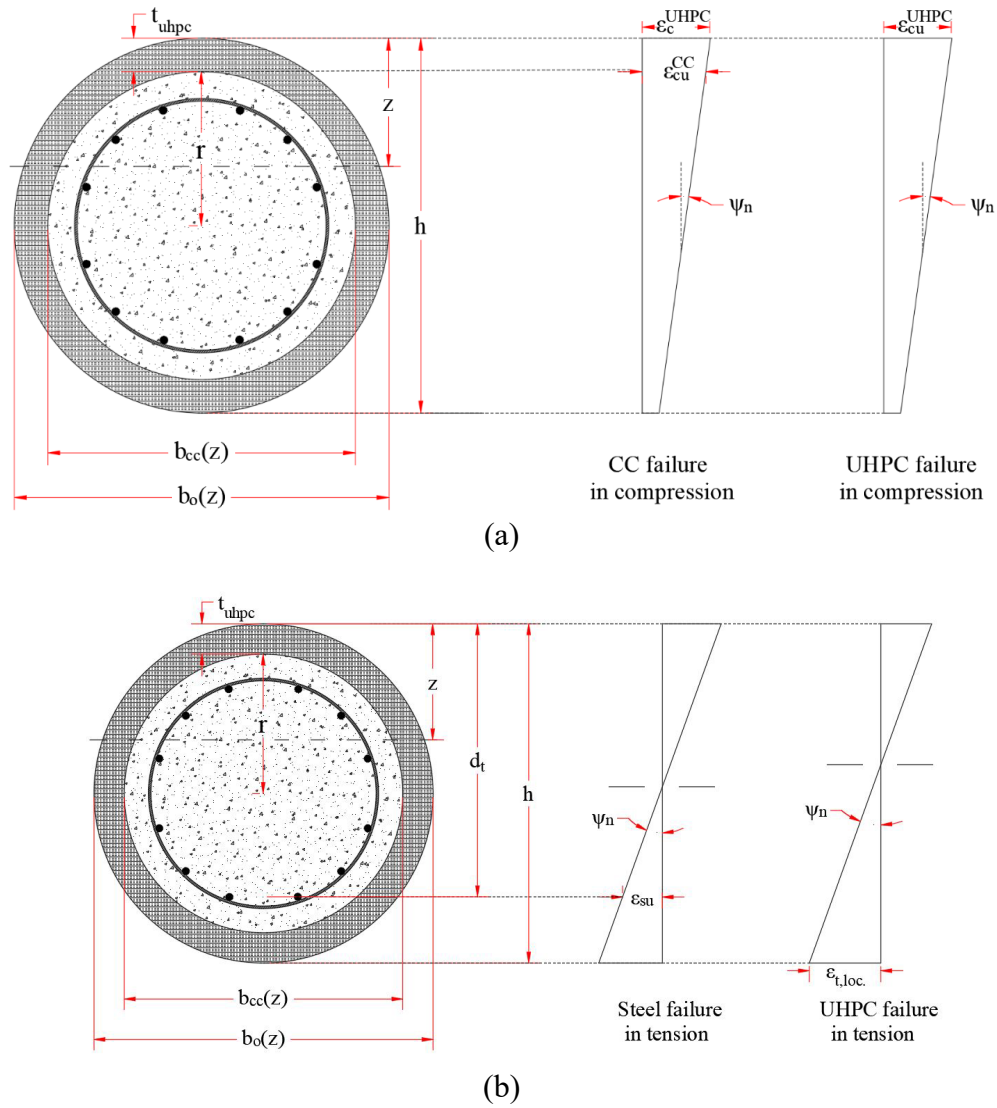 t_uhpc
ε_c^UHPC
ε_cu^UHPC
ε_cu^CC
z
r
h
ψ_n
ψ_n
b_cc(z)
b_o(z)
CC failure
in compression
UHPC failure
in compression
(a)
t_uhpc
z
r
d_t
h
ψ_n
ψ_n
ε_su
ε_t,loc.
b_cc(z)
b_o(z)
Steel failure
in tension
UHPC failure
in tension
(b)